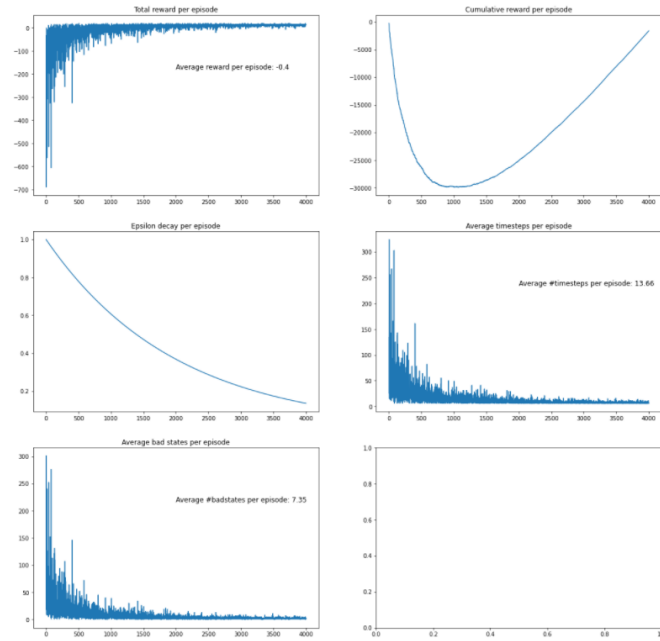 Total reward per episode
0
−100
−200
−300
−400
−500
−600
−700
Average reward per episode: -0.4
0 500 1000 1500 2000 2500 3000 3500 4000
Cumulative reward per episode
0
−5000
−10000
−15000
−20000
−25000
−30000
0 500 1000 1500 2000 2500 3000 3500 4000
Epsilon decay per episode
1.0
0.8
0.6
0.4
0.2
0 500 1000 1500 2000 2500 3000 3500 4000
Average timesteps per episode
300
250
200
150
100
50
0
Average #timesteps per episode: 13.66
0 500 1000 1500 2000 2500 3000 3500 4000
Average bad states per episode
300
250
200
150
100
50
0
Average #badstates per episode: 7.35
0 500 1000 1500 2000 2500 3000 3500 4000
1.0
0.8
0.6
0.4
0.2
0.0
0.0 0.2 0.4 0.6 0.8